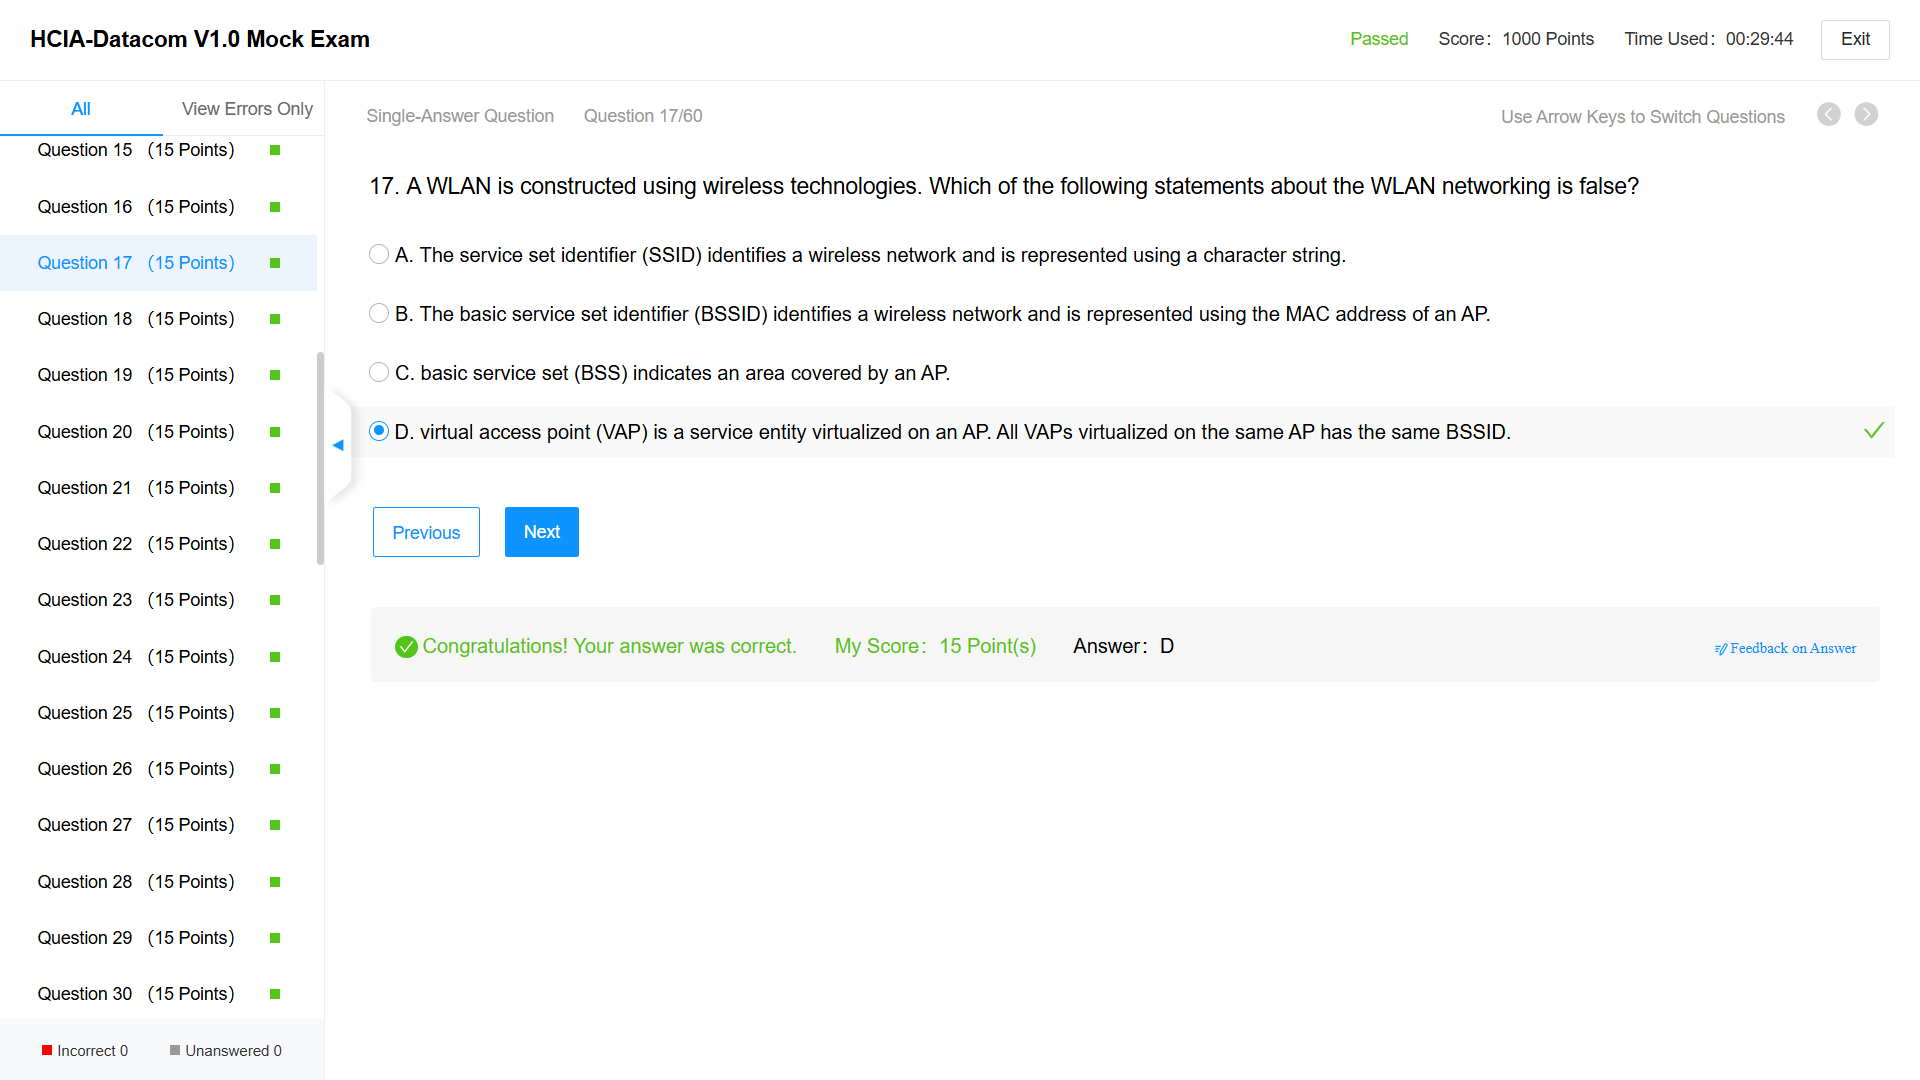 HCIA-Datacom V1.0 Mock Exam
Passed Score：1000 Points Time Used：00:29:44 Exit
All View Errors Only
Question 15 （15 Points）
Question 16 （15 Points）
Question 17 （15 Points）
Question 18 （15 Points）
Question 19 （15 Points）
Question 20 （15 Points）
Question 21 （15 Points）
Question 22 （15 Points）
Question 23 （15 Points）
Question 24 （15 Points）
Question 25 （15 Points）
Question 26 （15 Points）
Question 27 （15 Points）
Question 28 （15 Points）
Question 29 （15 Points）
Question 30 （15 Points）
Incorrect 0 Unanswered 0
Single-Answer Question Question 17/60 Use Arrow Keys to Switch Questions
17. A WLAN is constructed using wireless technologies. Which of the following statements about the WLAN networking is false?
A. The service set identifier (SSID) identifies a wireless network and is represented using a character string.
B. The basic service set identifier (BSSID) identifies a wireless network and is represented using the MAC address of an AP.
C. basic service set (BSS) indicates an area covered by an AP.
D. virtual access point (VAP) is a service entity virtualized on an AP. All VAPs virtualized on the same AP has the same BSSID.
Previous Next
Congratulations! Your answer was correct. My Score：15 Point(s) Answer：D Feedback on Answer